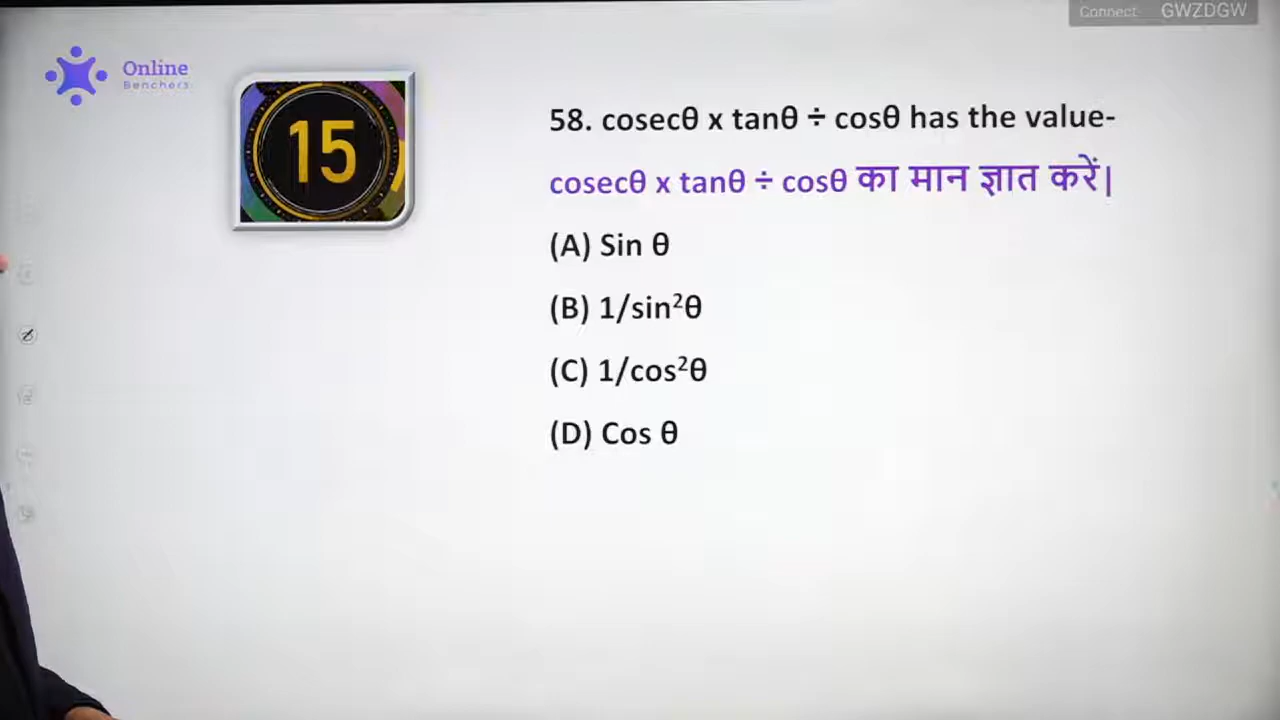 Connect GWZDGW
Online
Benchers
15
58. cosecθ x tanθ ÷ cosθ has the value-
cosecθ x tanθ ÷ cosθ का मान ज्ञात करें|
(A) Sin θ
(B) 1/sin²θ
(C) 1/cos²θ
(D) Cos θ